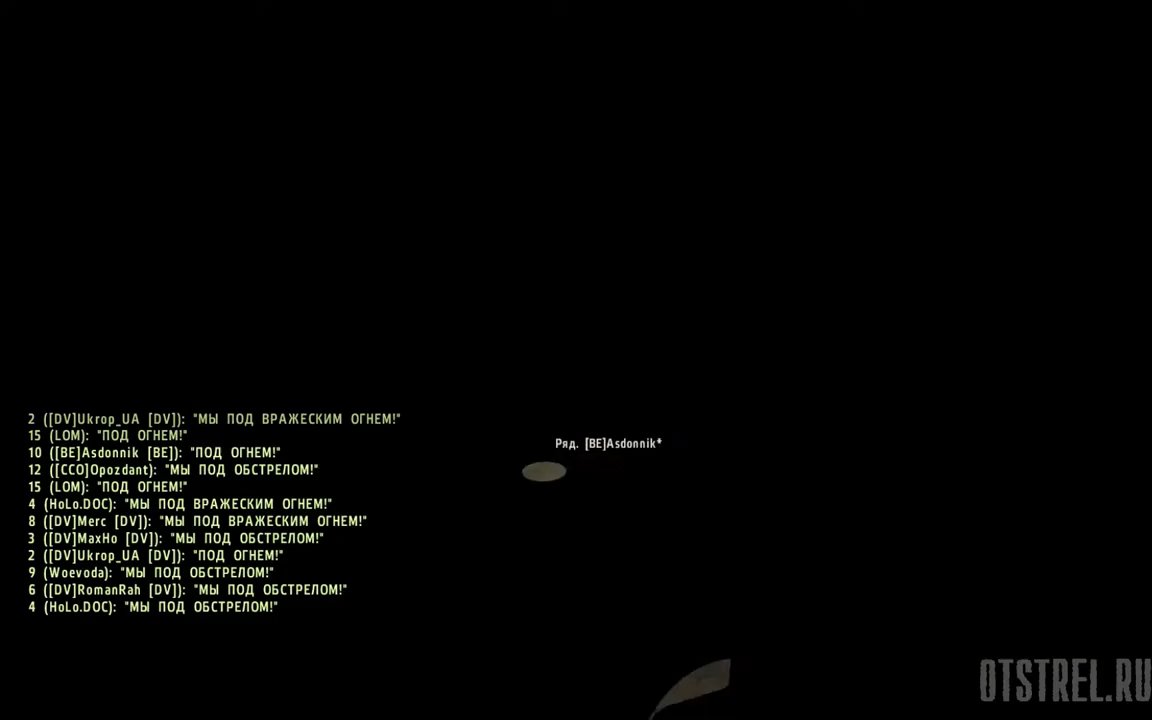 2 ([DV]Ukrop_UA [DV]): "МЫ ПОД ВРАЖЕСКИМ ОГНЕМ!"
15 (LOM): "ПОД ОГНЕМ!"
10 ([BE]Asdonnik [BE]): "ПОД ОГНЕМ!"
12 ([CCO]Opozdant): "МЫ ПОД ОБСТРЕЛОМ!"
15 (LOM): "ПОД ОГНЕМ!"
4 (HoLo.DOC): "МЫ ПОД ВРАЖЕСКИМ ОГНЕМ!"
8 ([DV]Merc [DV]): "МЫ ПОД ВРАЖЕСКИМ ОГНЕМ!"
3 ([DV]MaxHo [DV]): "МЫ ПОД ОБСТРЕЛОМ!"
2 ([DV]Ukrop_UA [DV]): "ПОД ОГНЕМ!"
9 (Woevoda): "МЫ ПОД ОБСТРЕЛОМ!"
6 ([DV]RomanRah [DV]): "МЫ ПОД ОБСТРЕЛОМ!"
4 (HoLo.DOC): "МЫ ПОД ОБСТРЕЛОМ!"
Ряд. [BE]Asdonnik*
OTSTREL.RU